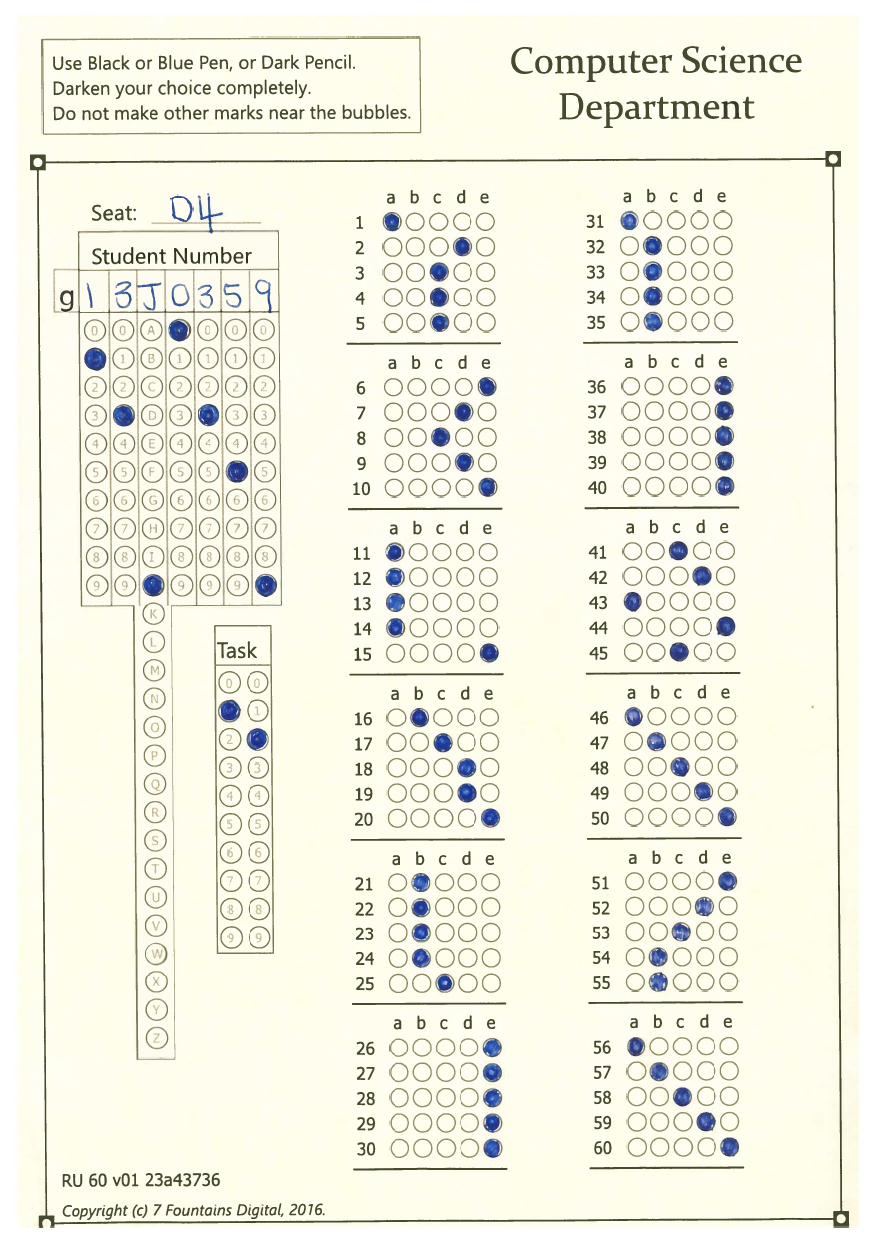 Use Black or Blue Pen, or Dark Pencil.
Darken your choice completely.
Do not make other marks near the bubbles.
Computer Science
Department
Seat: D4
Student Number
g 1 3 J 0 3 5 9
0 0 A 0 0 0
1 B 1 1 1 1
2 2 C 2 2 2 2
3 D 3 3 3
4 4 E 4 4 4 4
5 5 F 5 5 5
6 6 G 6 6 6 6
7 7 H 7 7 7 7
8 8 I 8 8 8 8
9 9 9 9 9
K
L
M
N
O
P
Q
R
S
T
U
V
W
X
Y
Z
Task
0 0
1
2
3 3
4 4
5 5
6 6
7 7
8 8
9 9
a b c d e
1
2
3
4
5
a b c d e
6
7
8
9
10
a b c d e
11
12
13
14
15
a b c d e
16
17
18
19
20
a b c d e
21
22
23
24
25
a b c d e
26
27
28
29
30
a b c d e
31
32
33
34
35
a b c d e
36
37
38
39
40
a b c d e
41
42
43
44
45
a b c d e
46
47
48
49
50
a b c d e
51
52
53
54
55
a b c d e
56
57
58
59
60
RU 60 v01 23a43736
Copyright (c) 7 Fountains Digital, 2016.